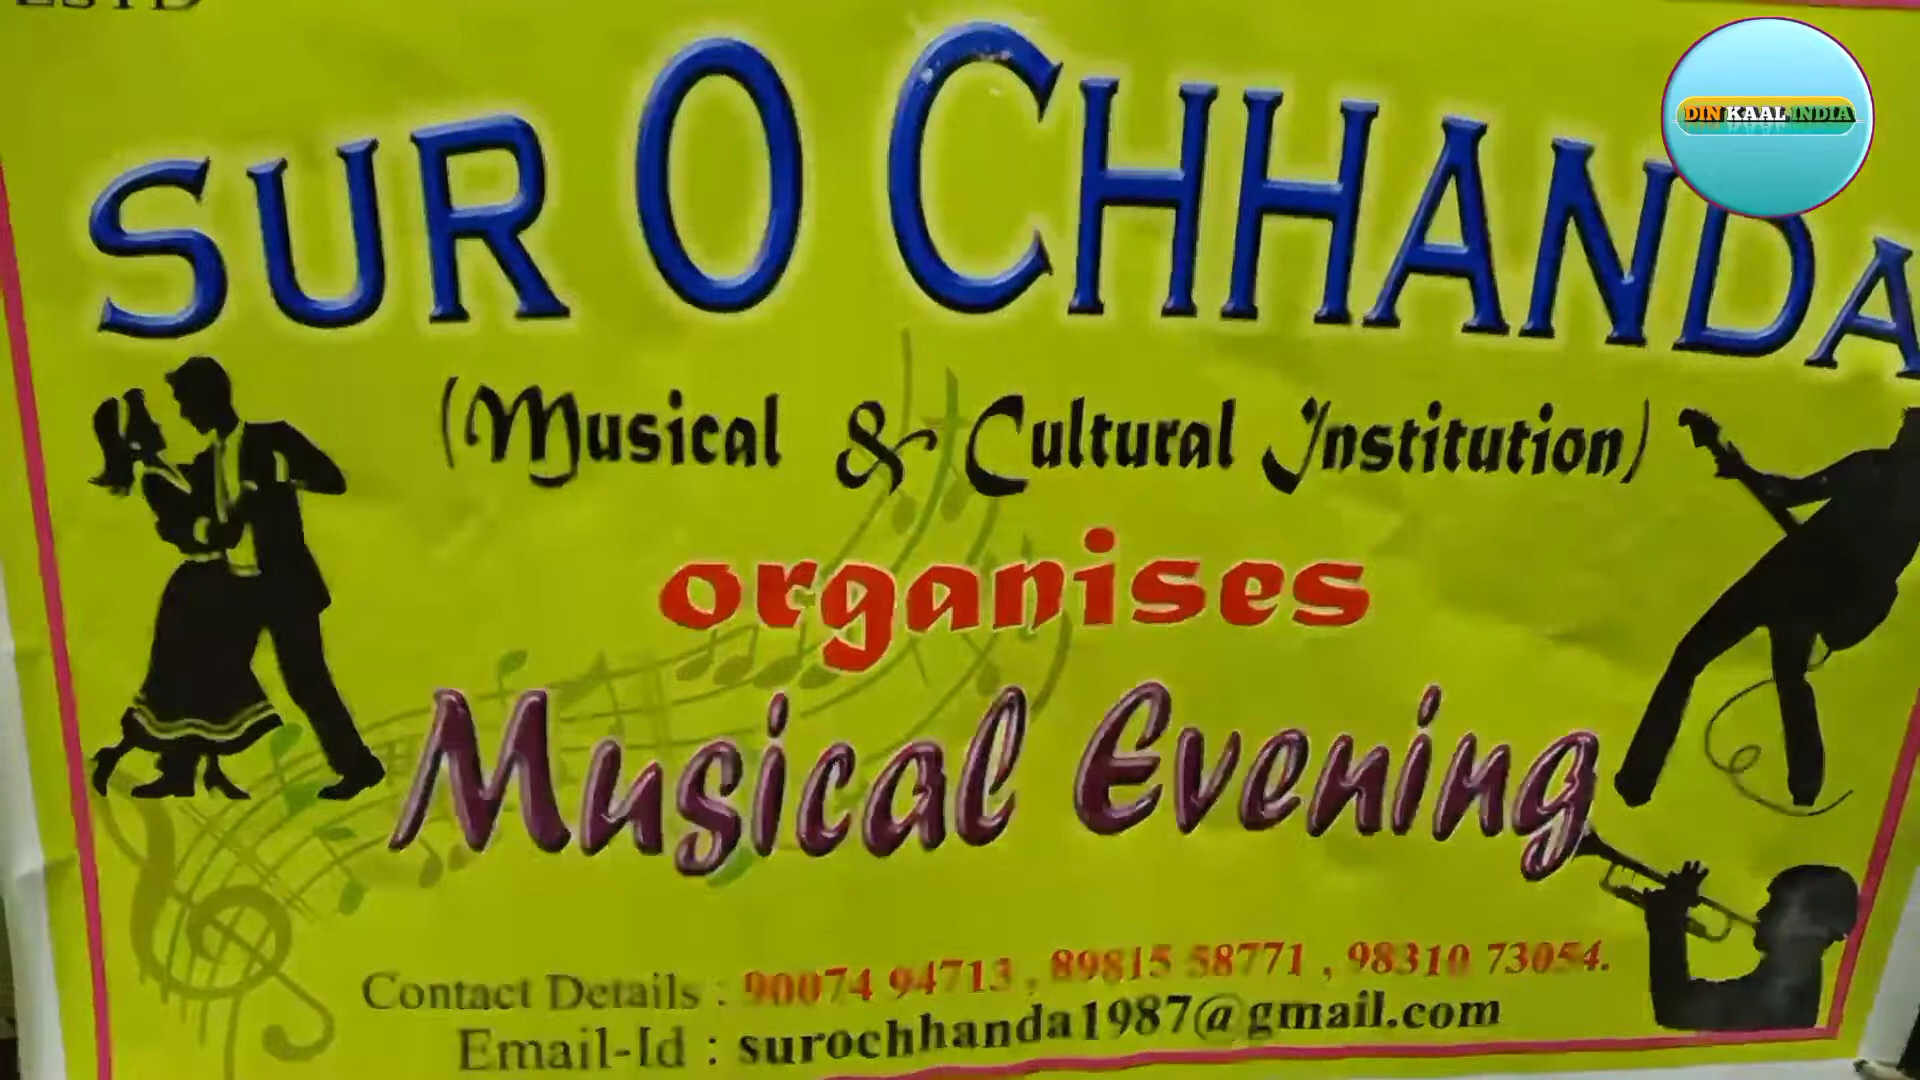 ESTD
DIN KAAL INDIA
SUR O CHHANDA
(Musical & Cultural Institution)
organises
Musical Evening
Contact Details : 90074 94713 , 89815 58771 , 98310 73054.
Email-Id : surochhanda1987@gmail.com